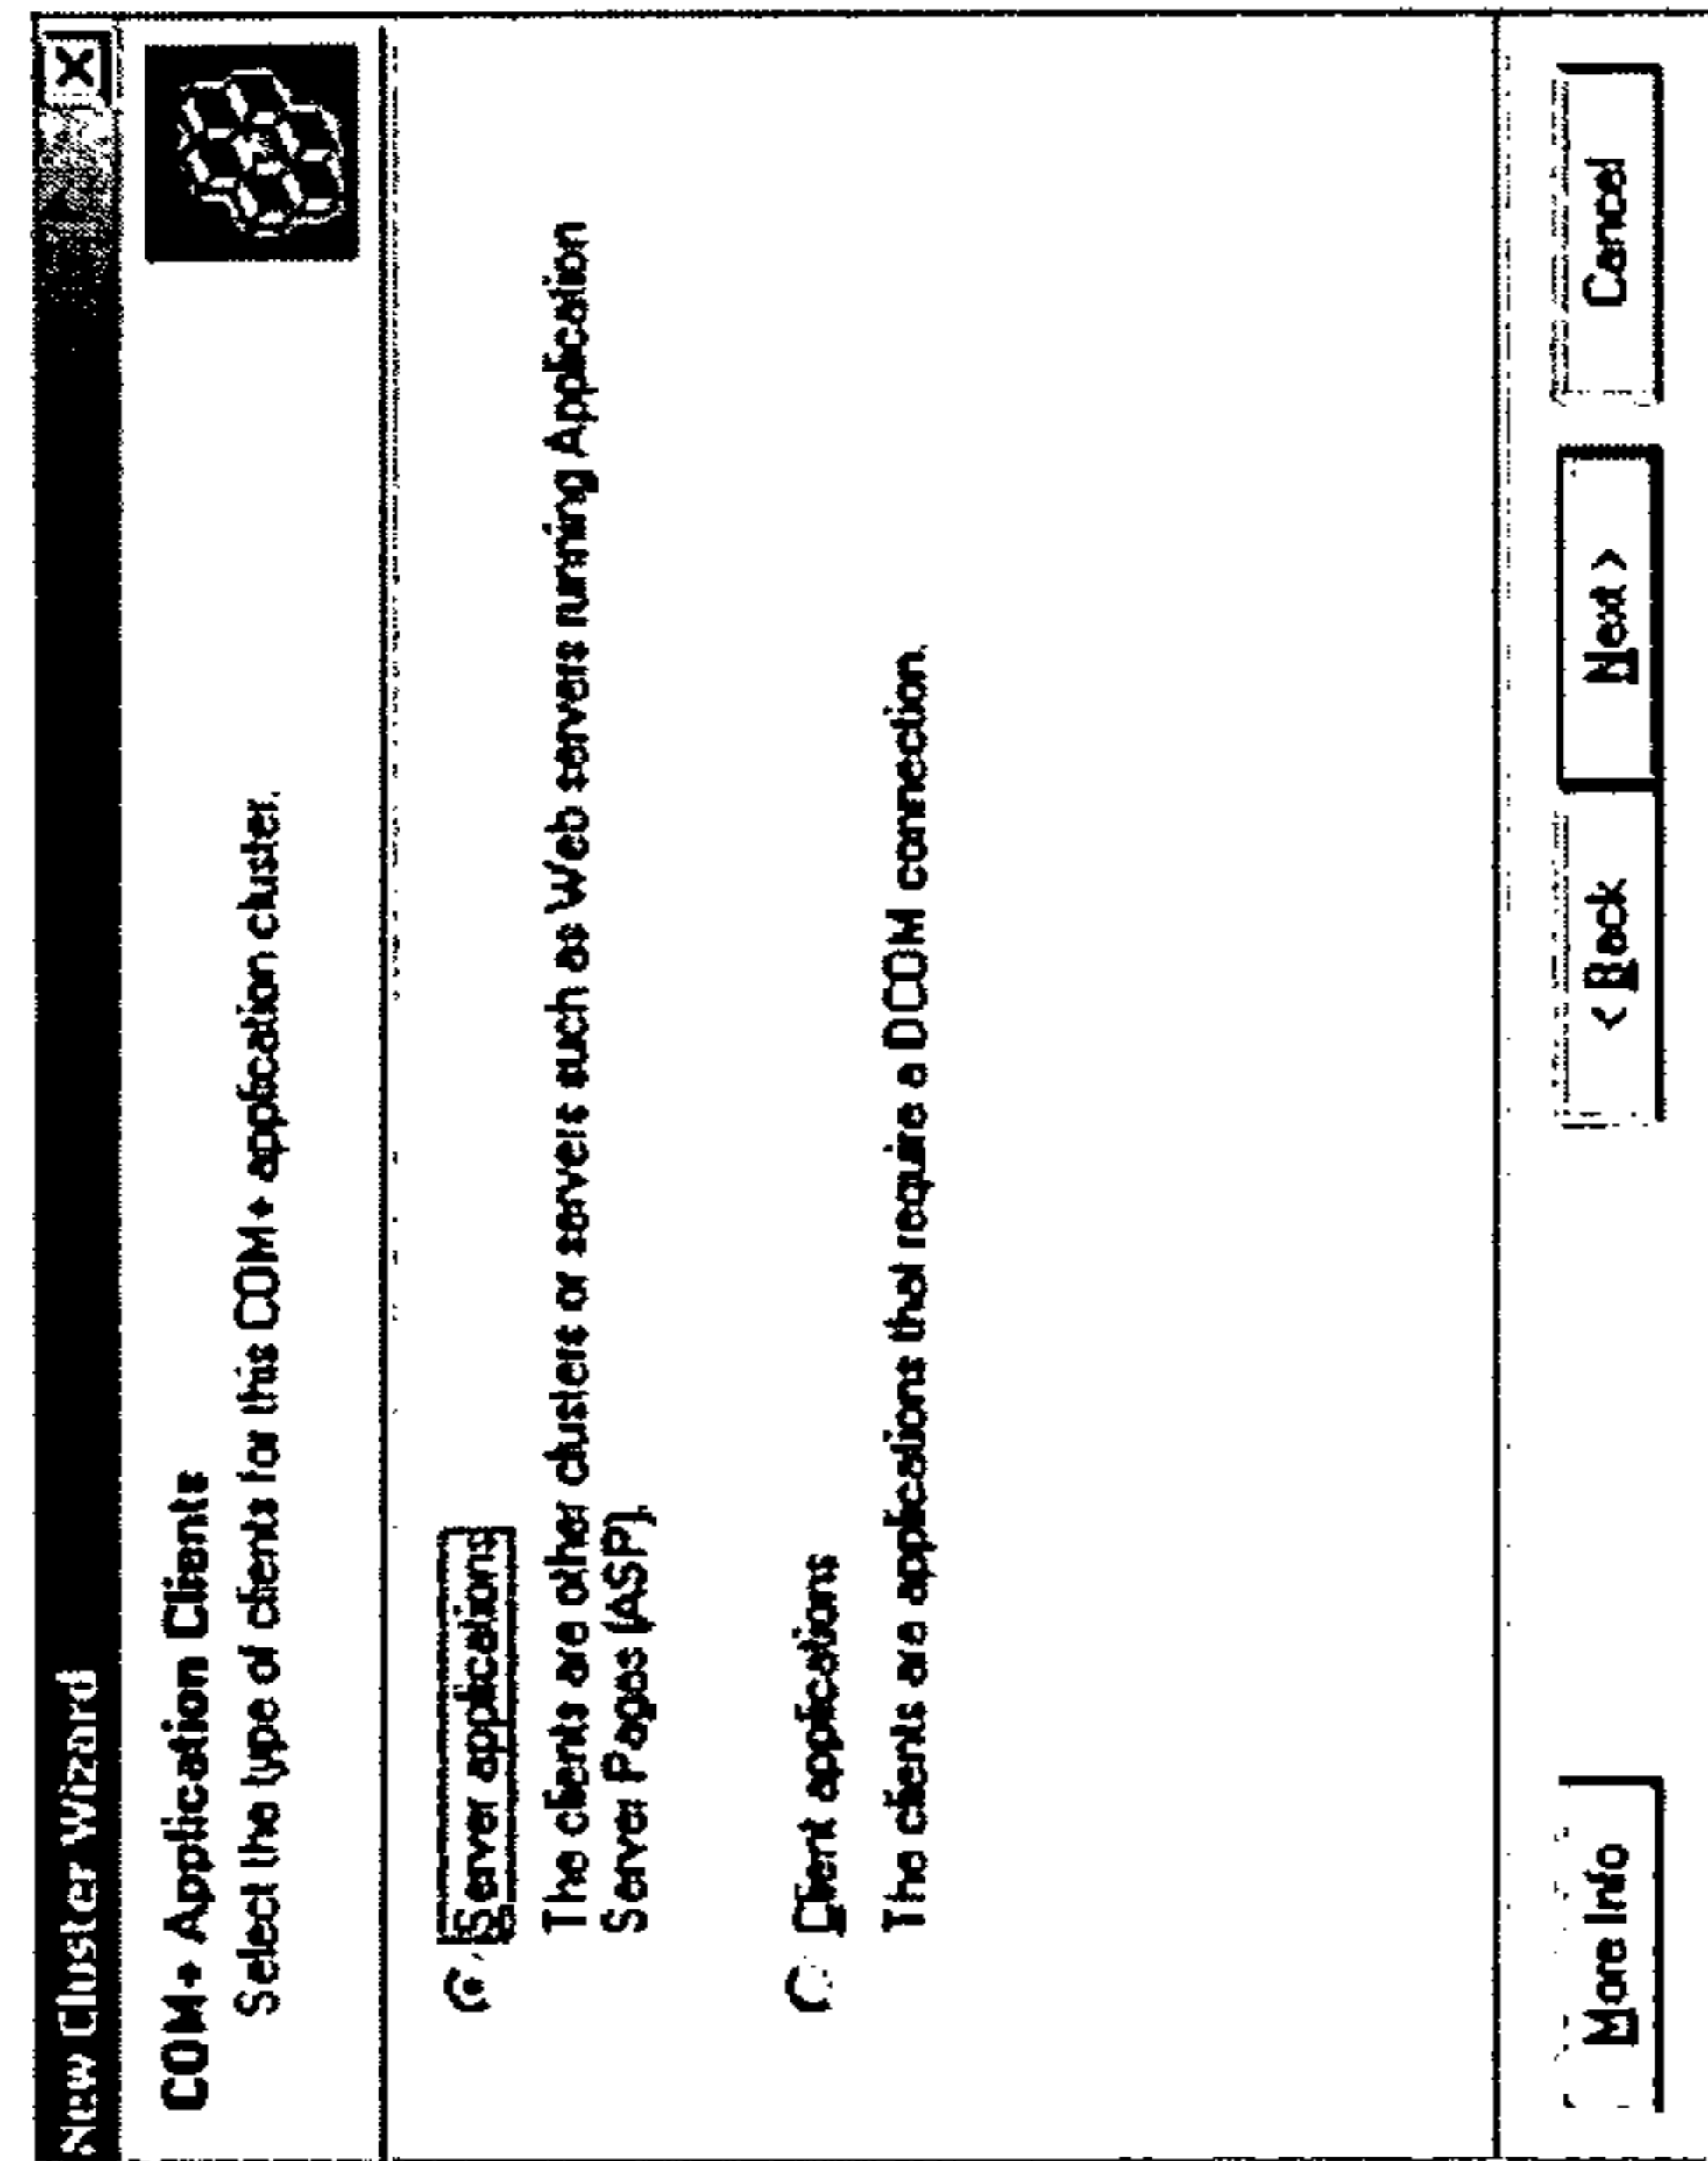 New Cluster Wizard
COM+ Application Clients
Select the type of clients for this COM+ application cluster.
Server applications
The clients are other clusters or servers such as Web servers running Application
Server Pages (ASP).
Client applications
The clients are applications that require a DCOM connection.
More Info
< Back
Next >
Cancel